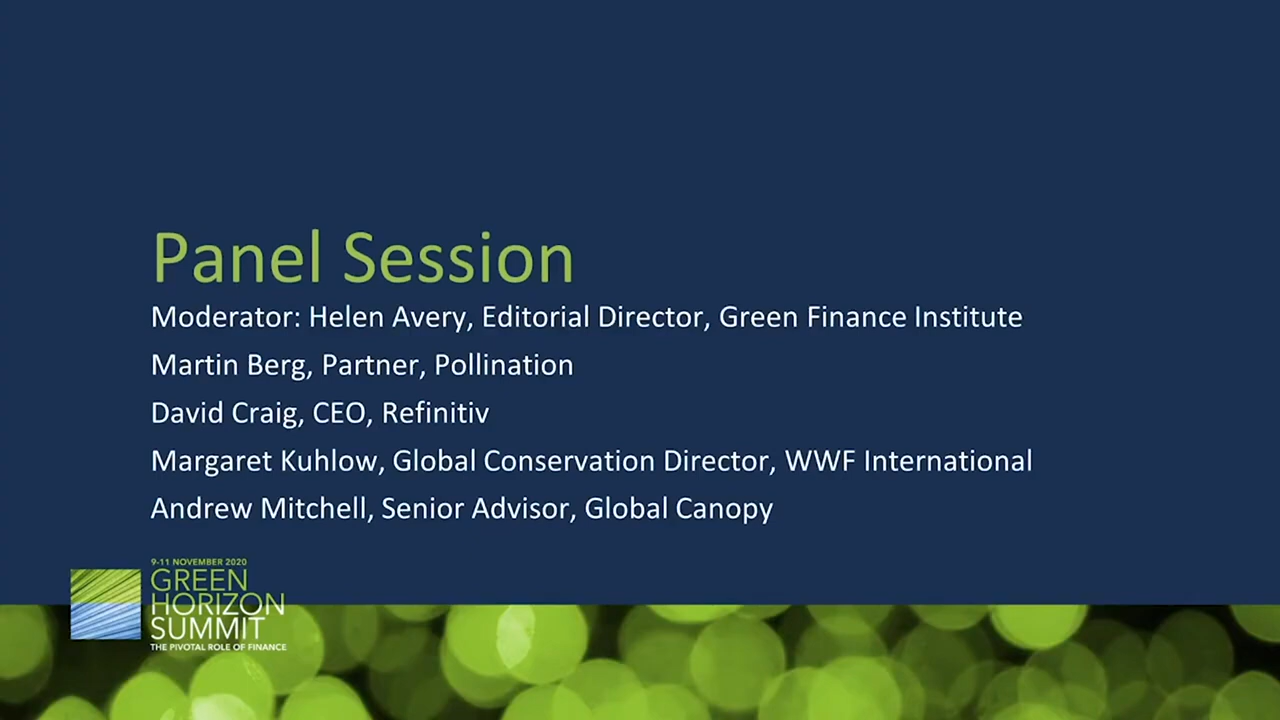 Panel Session
Moderator: Helen Avery, Editorial Director, Green Finance Institute
Martin Berg, Partner, Pollination
David Craig, CEO, Refinitiv
Margaret Kuhlow, Global Conservation Director, WWF International
Andrew Mitchell, Senior Advisor, Global Canopy
9-11 NOVEMBER 2020
GREEN
HORIZON
SUMMIT
THE PIVOTAL ROLE OF FINANCE